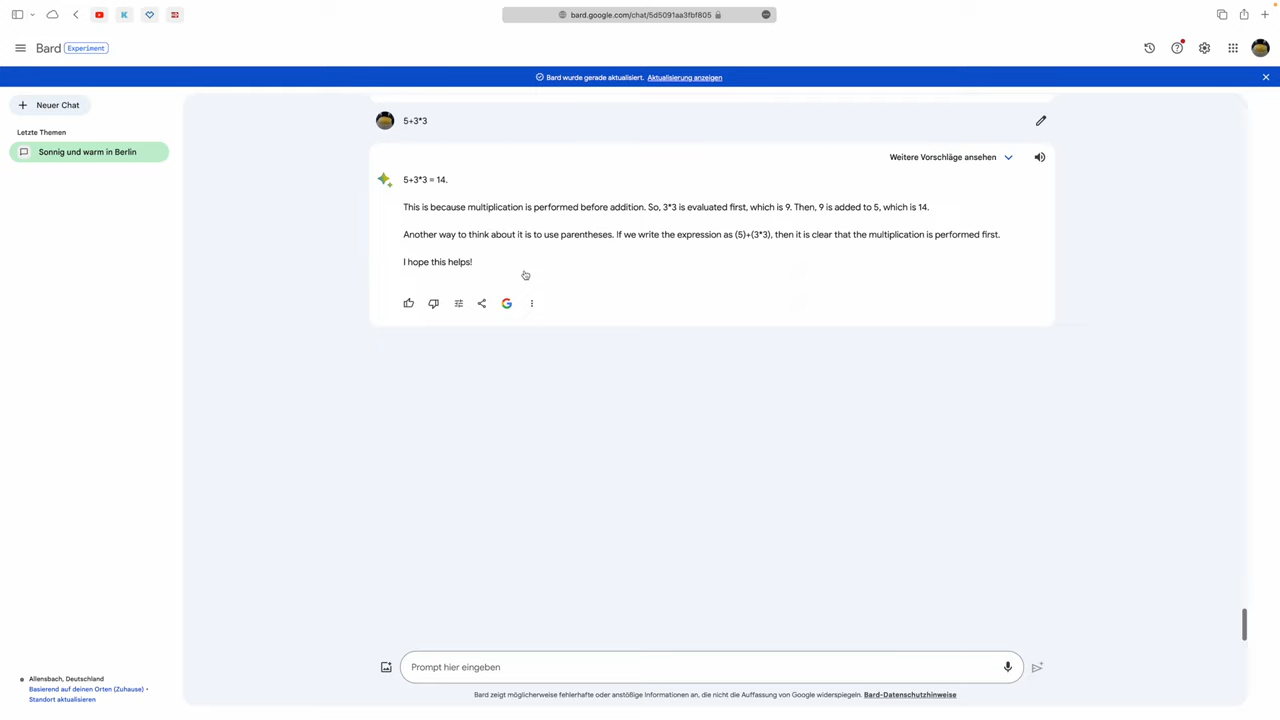 bard.google.com/chat/5d5091aa3fbf805
Bard Experiment
Bard wurde gerade aktualisiert. Aktualisierung anzeigen
Neuer Chat
Letzte Themen
Sonnig und warm in Berlin
5+3*3
Weitere Vorschläge ansehen
5+3*3 = 14.
This is because multiplication is performed before addition. So, 3*3 is evaluated first, which is 9. Then, 9 is added to 5, which is 14.
Another way to think about it is to use parentheses. If we write the expression as (5)+(3*3), then it is clear that the multiplication is performed first.
I hope this helps!
Prompt hier eingeben
Allensbach, Deutschland
Basierend auf deinen Orten (Zuhause) •
Standort aktualisieren
Bard zeigt möglicherweise fehlerhafte oder anstößige Informationen an, die nicht die Auffassung von Google widerspiegeln. Bard-Datenschutzhinweise